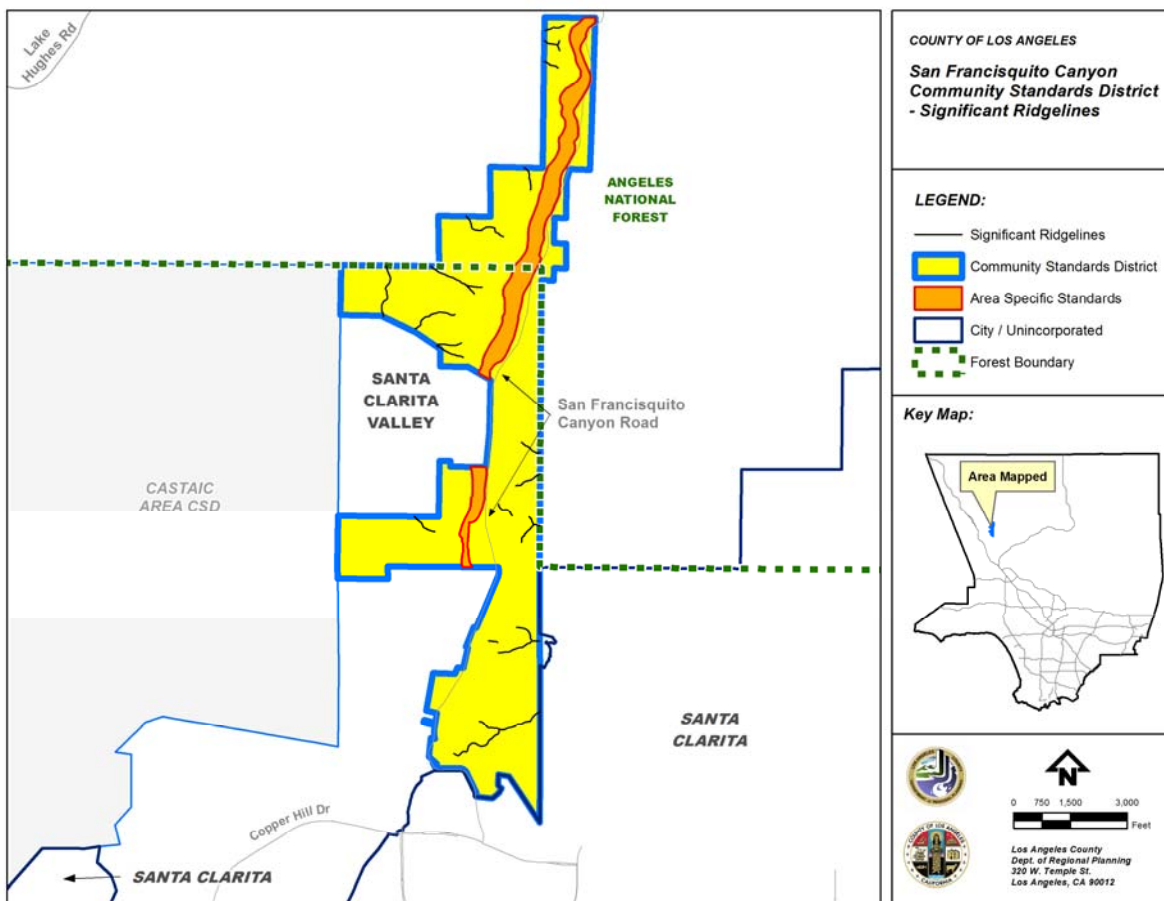 Lake
Hughes Rd
ANGELES
NATIONAL
FOREST
SANTA
CLARITA
VALLEY
San Francisquito
Canyon Road
CASTAIC
AREA CSD
SANTA
CLARITA
Copper Hill Dr
SANTA CLARITA
COUNTY OF LOS ANGELES
San Francisquito Canyon
Community Standards District
- Significant Ridgelines
LEGEND:
Significant Ridgelines
Community Standards District
Area Specific Standards
City / Unincorporated
Forest Boundary
Key Map:
Area Mapped
N
0 750 1,500 3,000
Feet
Los Angeles County
Dept. of Regional Planning
320 W. Temple St.
Los Angeles, CA 90012